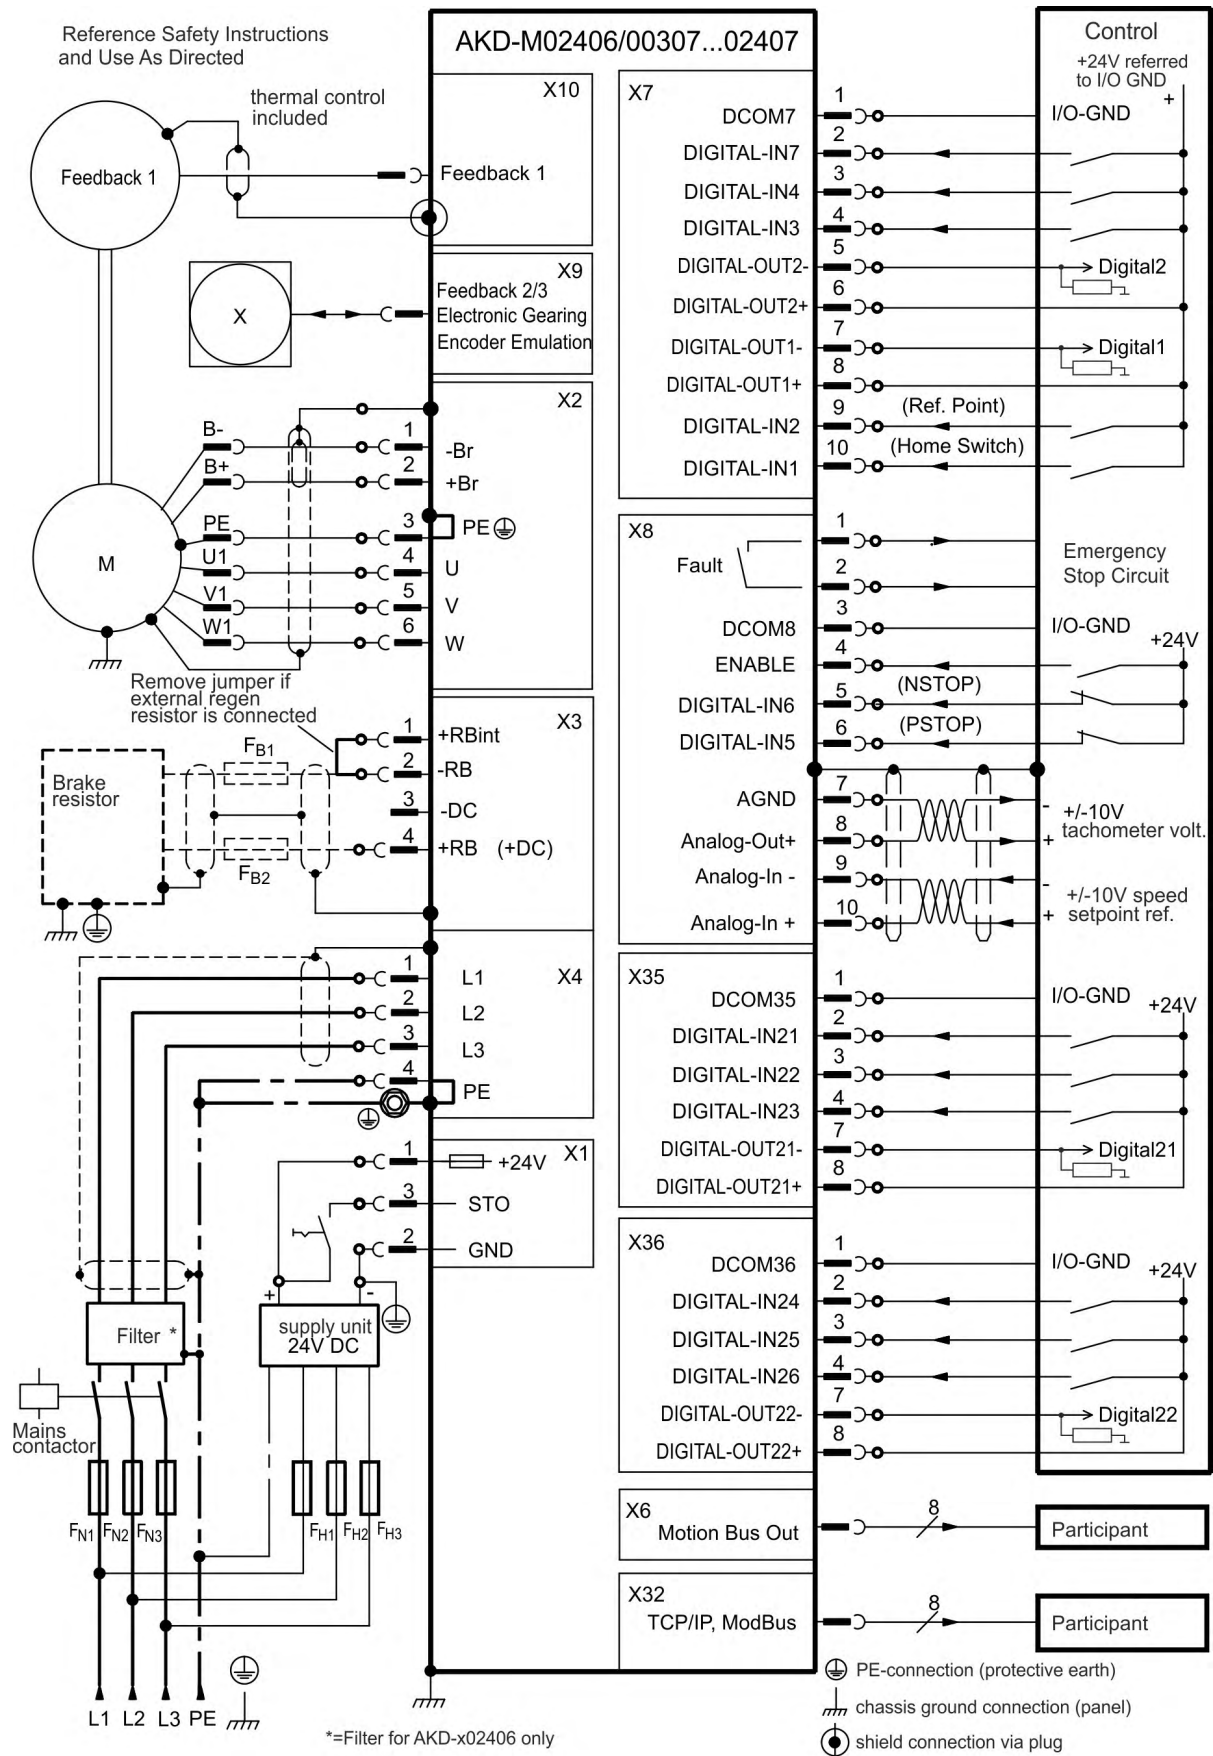 Reference Safety Instructions
and Use As Directed
AKD-M02406/00307...02407
Control
+24V referred
to I/O GND
+
thermal control
included
Feedback 1
X10
Feedback 1
X
X9
Feedback 2/3
Electronic Gearing
Encoder Emulation
X2
B-
1
-Br
B+
2
+Br
PE
3
PE
M
U1
4
U
V1
5
V
W1
6
W
Remove jumper if
external regen
resistor is connected
X3
Brake
resistor
FB1
FB2
1
+RBint
2
-RB
3
-DC
4
+RB (+DC)
X4
1
L1
2
L2
3
L3
4
PE
X1
1
+24V
3
STO
2
GND
+
-
Filter *
supply unit
24V DC
Mains
contactor
FN1
FN2
FN3
FH1
FH2
FH3
L1
L2
L3
PE
*=Filter for AKD-x02406 only
X7
DCOM7
1
I/O-GND
DIGITAL-IN7
2
DIGITAL-IN4
3
DIGITAL-IN3
4
DIGITAL-OUT2-
5
Digital2
DIGITAL-OUT2+
6
DIGITAL-OUT1-
7
Digital1
DIGITAL-OUT1+
8
DIGITAL-IN2
9
(Ref. Point)
DIGITAL-IN1
10
(Home Switch)
X8
Fault
1
2
Emergency
Stop Circuit
DCOM8
3
I/O-GND
+24V
ENABLE
4
DIGITAL-IN6
5
(NSTOP)
DIGITAL-IN5
6
(PSTOP)
AGND
7
-
Analog-Out+
8
+
+/-10V
tachometer volt.
Analog-In -
9
-
Analog-In +
10
+
+/-10V speed
setpoint ref.
X35
DCOM35
1
I/O-GND
+24V
DIGITAL-IN21
2
DIGITAL-IN22
3
DIGITAL-IN23
4
DIGITAL-OUT21-
7
Digital21
DIGITAL-OUT21+
8
X36
DCOM36
1
I/O-GND
+24V
DIGITAL-IN24
2
DIGITAL-IN25
3
DIGITAL-IN26
4
DIGITAL-OUT22-
7
Digital22
DIGITAL-OUT22+
8
X6
Motion Bus Out
8
Participant
X32
TCP/IP, ModBus
8
Participant
PE-connection (protective earth)
chassis ground connection (panel)
shield connection via plug